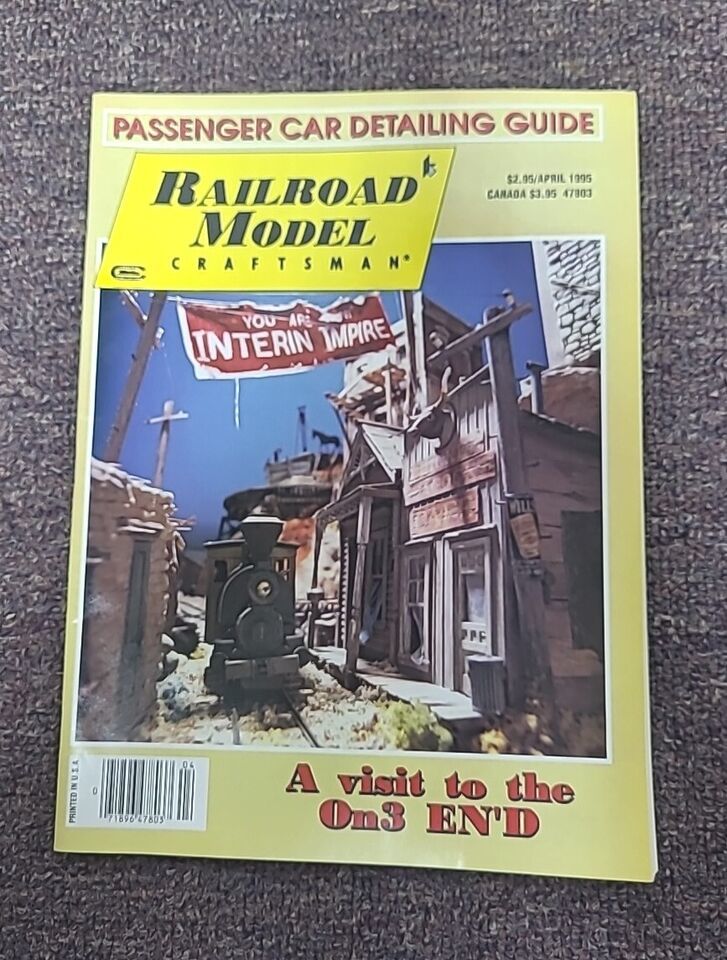 PASSENGER CAR DETAILING GUIDE
RAILROAD
MODEL
CRAFTSMAN®
$2.95/APRIL 1995
CANADA $3.95 47803
YOU ARE
INTERIN IMPIRE
A visit to the
On3 EN'D
PRINTED IN U.S.A.
0
71896 47803
04